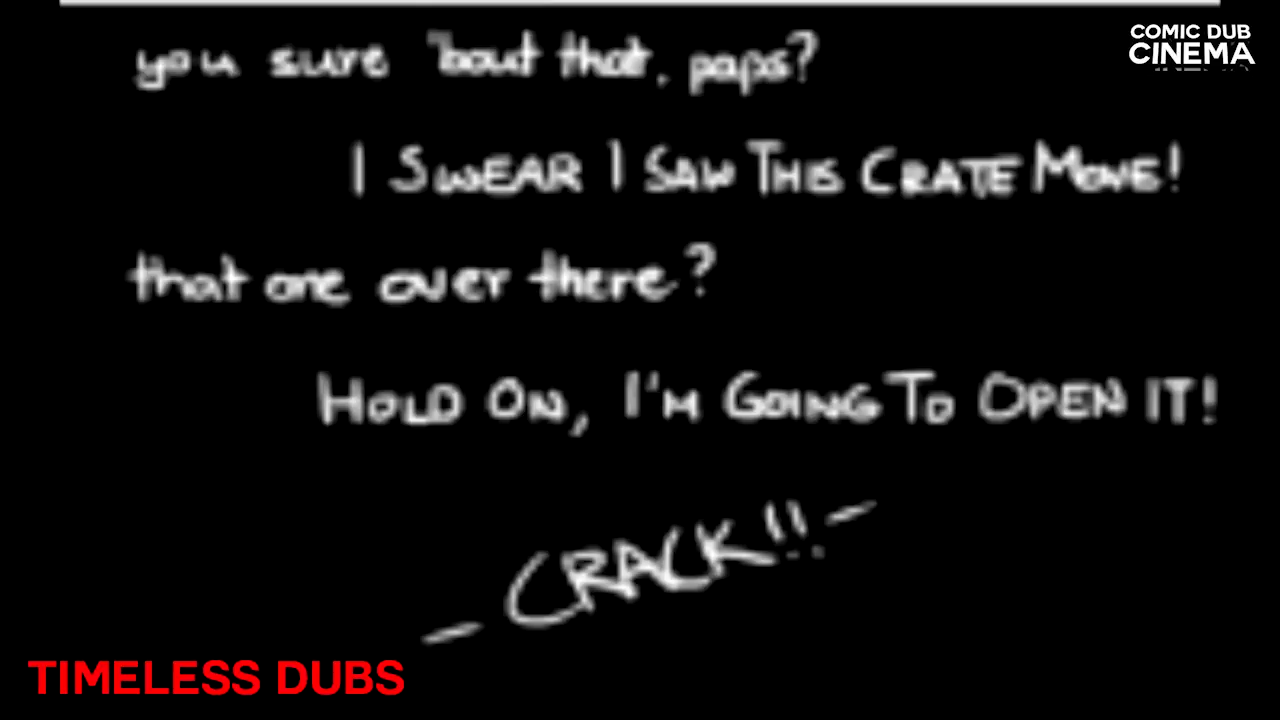 COMIC DUB
CINEMA
you sure 'bout that, paps?
I SWEAR I SAW THIS CRATE MOVE!
that one over there?
HOLD ON, I'M GOING TO OPEN IT!
- CRACK!! -
TIMELESS DUBS